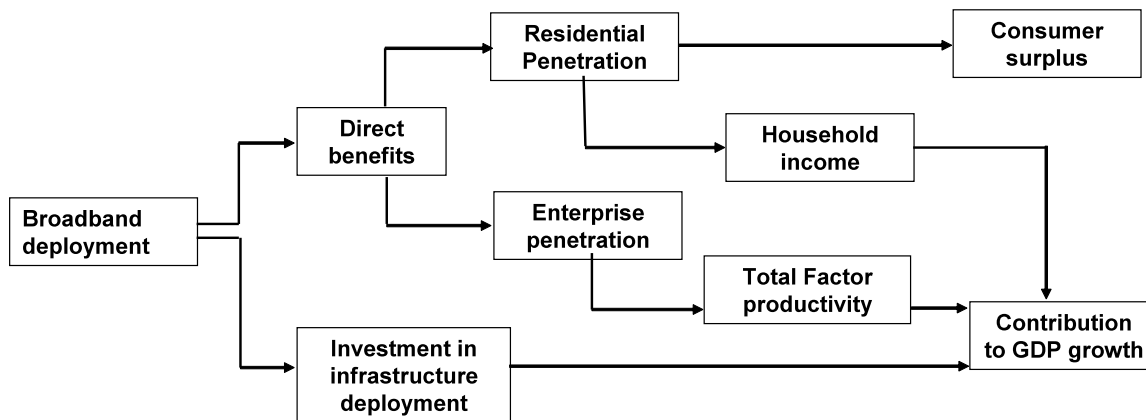 Residential
Penetration
Consumer
surplus
Direct
benefits
Household
income
Broadband
deployment
Enterprise
penetration
Total Factor
productivity
Investment in
infrastructure
deployment
Contribution
to GDP growth